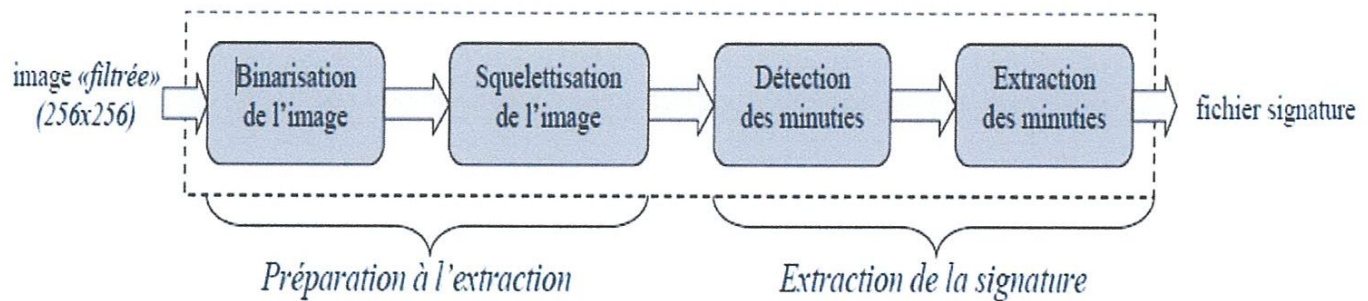 image «filtrée»
(256x256)
Binarisation
de l'image
Squelettisation
de l'image
Détection
des minuties
Extraction
des minuties
fichier signature
Préparation à l'extraction
Extraction de la signature